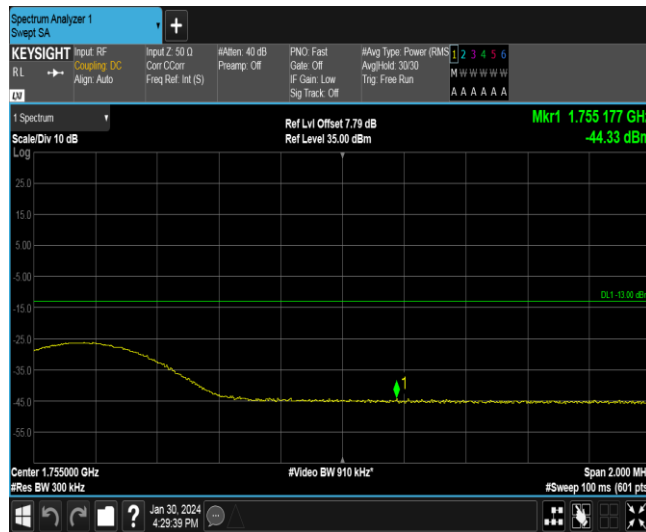 Spectrum Analyzer 1
Swept SA
KEYSIGHT
RL
LXI
Input: RF
Coupling: DC
Align: Auto
Input Z: 50 Ω
Corr CCorr
Freq Ref: Int (S)
#Atten: 40 dB
Preamp: Off
PNO: Fast
Gate: Off
IF Gain: Low
Sig Track: Off
#Avg Type: Power (RMS
Avg|Hold: 30/30
Trig: Free Run
1 2 3 4 5 6
M W W W W W
A A A A A A
1 Spectrum
Scale/Div 10 dB
Ref Lvl Offset 7.79 dB
Ref Level 35.00 dBm
Mkr1 1.755 177 GHz
-44.33 dBm
Log
25.0
15.0
5.00
-5.00
DL1 -13.00 dBm
-15.0
-25.0
-35.0
1
-45.0
-55.0
Center 1.755000 GHz
#Video BW 910 kHz*
Span 2.000 MH
#Res BW 300 kHz
#Sweep 100 ms (601 pts
?
Jan 30, 2024
4:29:39 PM